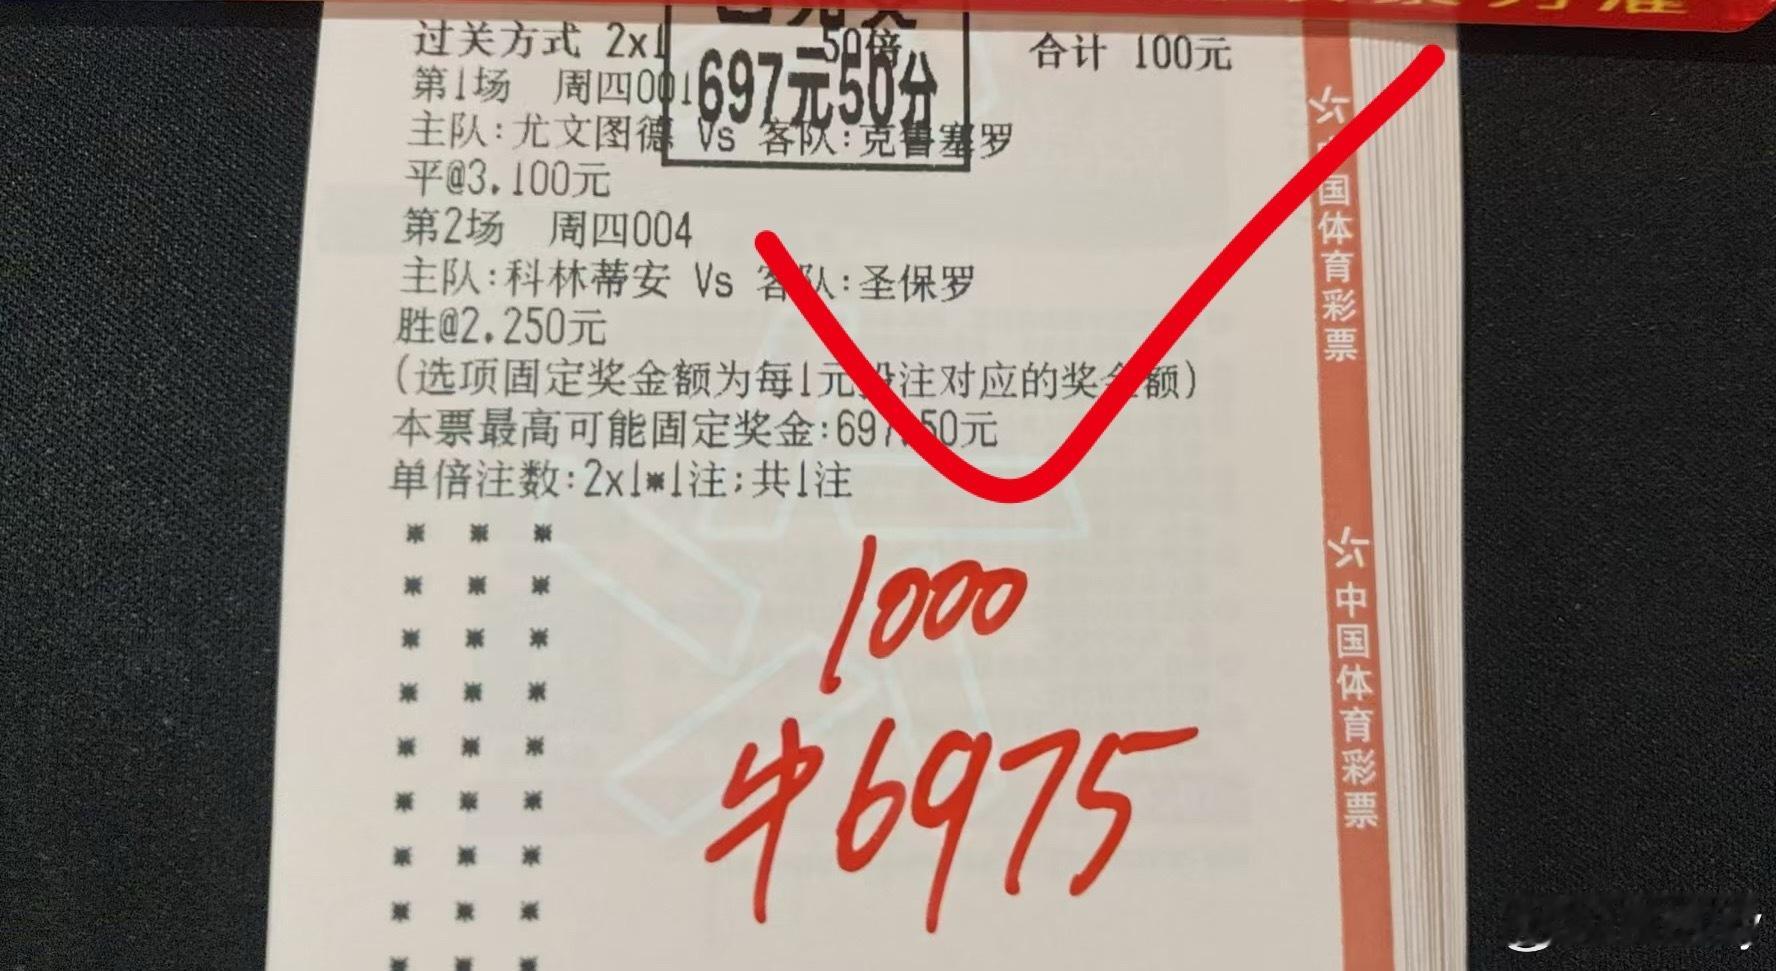 过关方式 2x1 50倍 合计 100元
697元50分
第1场 周四001
主队:尤文图德 Vs 客队:克鲁塞罗
平@3.100元
第2场 周四004
主队:科林蒂安 Vs 客队:圣保罗
胜@2.250元
(选项固定奖金额为每1元投注对应的奖金额)
本票最高可能固定奖金:697.50元
单倍注数:2x1*1注;共1注
※ ※ ※
※ ※ ※
※ ※ ※
※ ※ ※
※ ※ ※
※ ※ ※
※ ※ ※
※ ※ ※
※ ※ ※
1000
中6975
中国体育彩票
中国体育彩票